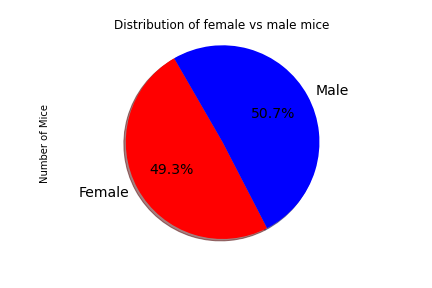 Distribution of female vs male mice
Male
50.7%
Number of Mice
49.3%
Female